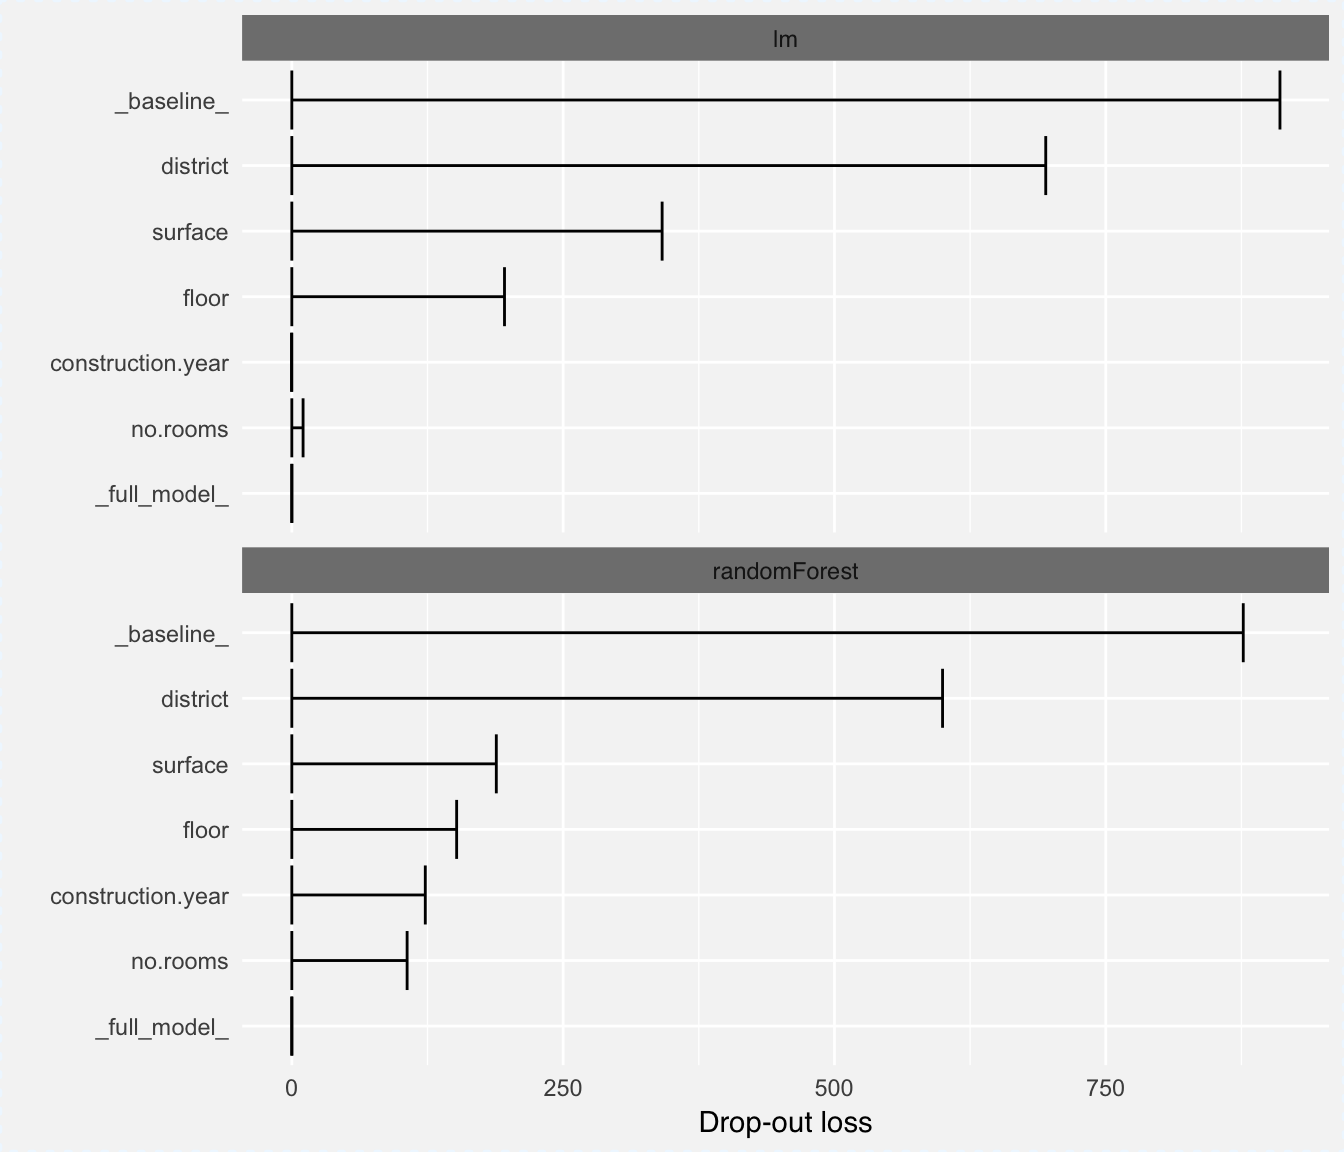 lm
_baseline_
district
surface
floor
construction.year
no.rooms
_full_model_
randomForest
_baseline_
district
surface
floor
construction.year
no.rooms
_full_model_
0 250 500 750
Drop-out loss